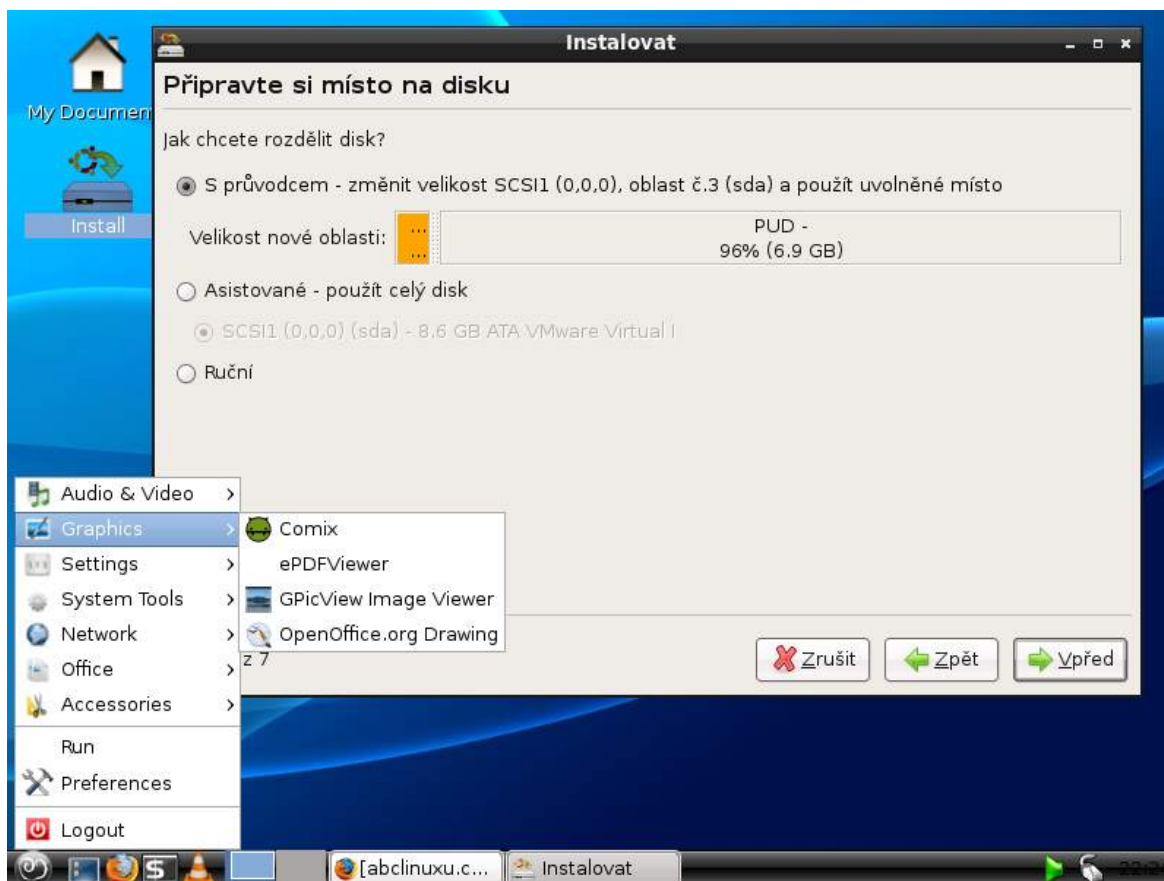 Instalovat
My Documen
Install
Připravte si místo na disku
Jak chcete rozdělit disk?
S průvodcem - změnit velikost SCSI1 (0,0,0), oblast č.3 (sda) a použít uvolněné místo
Velikost nové oblasti:
...
...
PUD -
96% (6.9 GB)
Asistované - použít celý disk
SCSI1 (0,0,0) (sda) - 8.6 GB ATA VMware Virtual I
Ruční
z 7
Zrušit
Zpět
Vpřed
Audio & Video
Graphics
Settings
System Tools
Network
Office
Accessories
Run
Preferences
Logout
Comix
ePDFViewer
GPicView Image Viewer
OpenOffice.org Drawing
[abclinuxu.c...
Instalovat